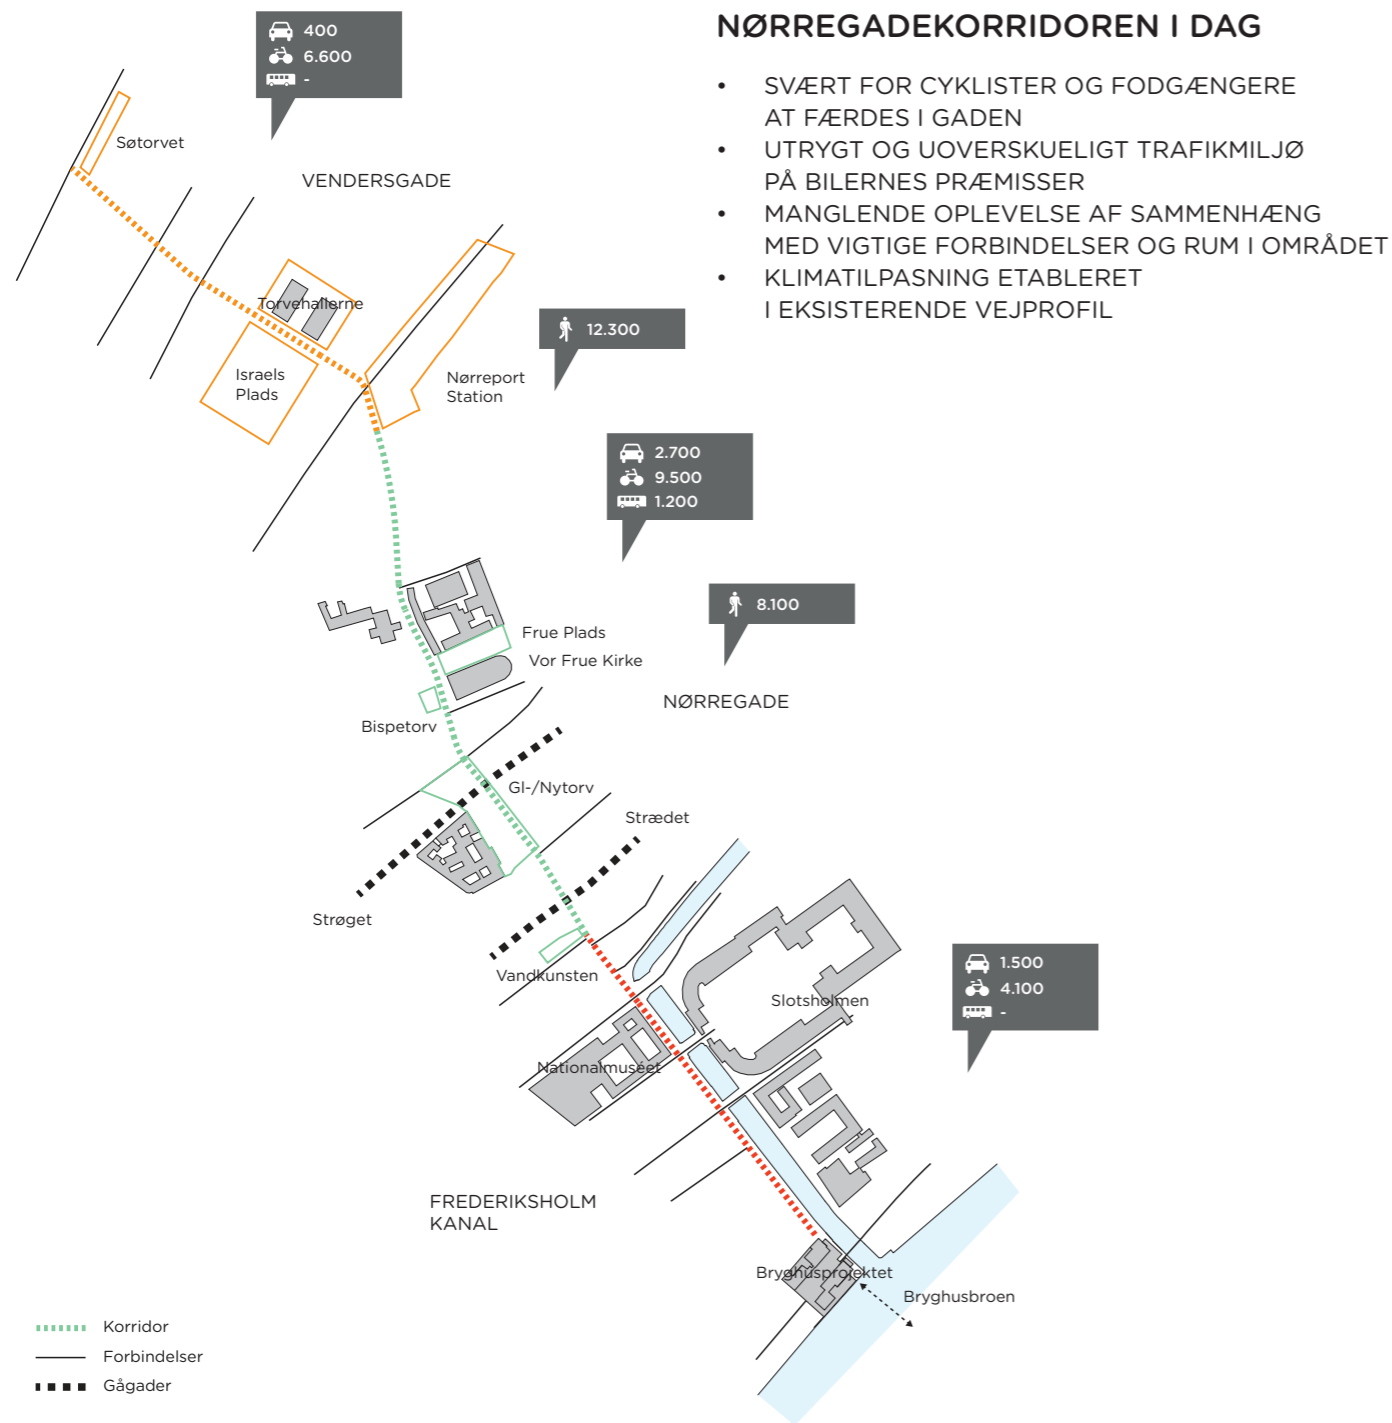 NØRREGADEKORRIDOREN I DAG
• SVÆRT FOR CYKLISTER OG FODGÆNGERE
AT FÆRDES I GADEN
• UTRYGT OG UOVERSKUELIGT TRAFIKMILJØ
PÅ BILERNES PRÆMISSER
• MANGLENDE OPLEVELSE AF SAMMENHÆNG
MED VIGTIGE FORBINDELSER OG RUM I OMRÅDET
• KLIMATILPASNING ETABLERET
I EKSISTERENDE VEJPROFIL
400
6.600
-
Søtorvet
VENDERSGADE
Torvehallerne
12.300
Israels
Plads
Nørreport
Station
2.700
9.500
1.200
8.100
Frue Plads
Vor Frue Kirke
NØRREGADE
Bispetorv
Gl-/Nytorv
Strædet
Strøget
Vandkunsten
1.500
4.100
-
Slotsholmen
Nationalmuséet
FREDERIKSHOLM
KANAL
Bryghusprojektet
Bryghusbroen
Korridor
Forbindelser
Gågader